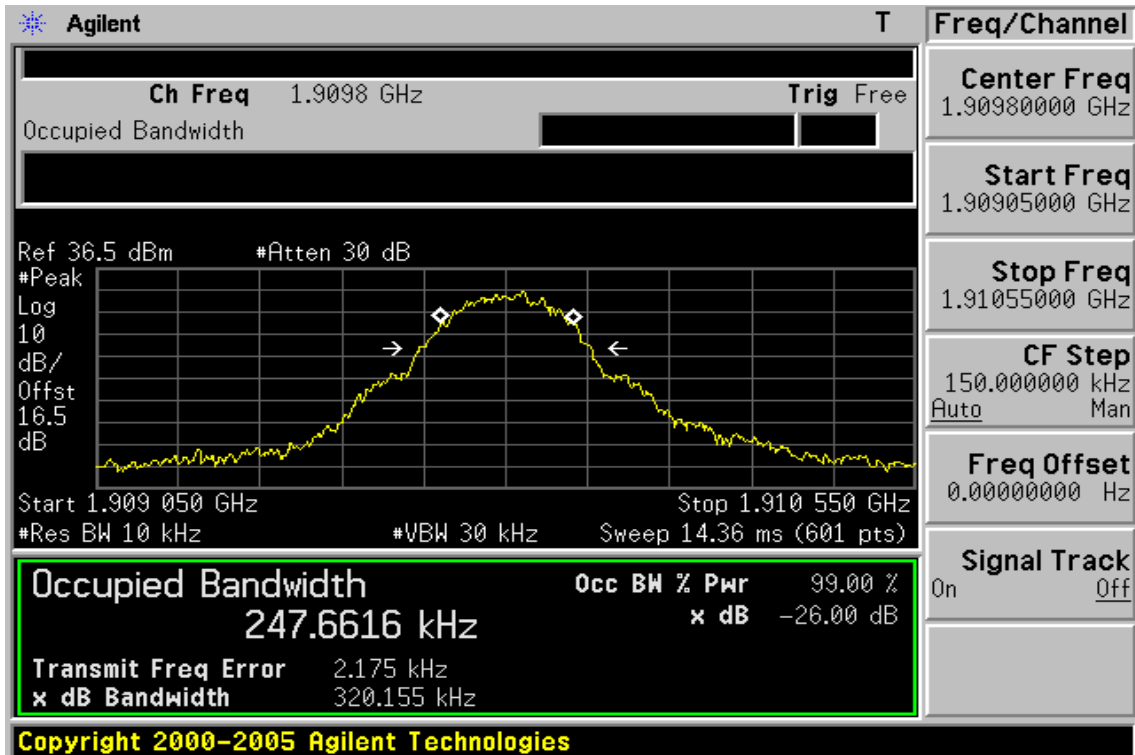 Agilent T
Ch Freq 1.9098 GHz Trig Free
Occupied Bandwidth
Ref 36.5 dBm #Atten 30 dB
#Peak
Log
10
dB/
Offst
16.5
dB
Start 1.909 050 GHz Stop 1.910 550 GHz
#Res BW 10 kHz #VBW 30 kHz Sweep 14.36 ms (601 pts)
Occupied Bandwidth
247.6616 kHz
Occ BW % Pwr 99.00 %
x dB -26.00 dB
Transmit Freq Error 2.175 kHz
x dB Bandwidth 320.155 kHz
Copyright 2000-2005 Agilent Technologies
Freq/Channel
Center Freq
1.90980000 GHz
Start Freq
1.90905000 GHz
Stop Freq
1.91055000 GHz
CF Step
150.000000 kHz
Auto Man
Freq Offset
0.00000000 Hz
Signal Track
On Off